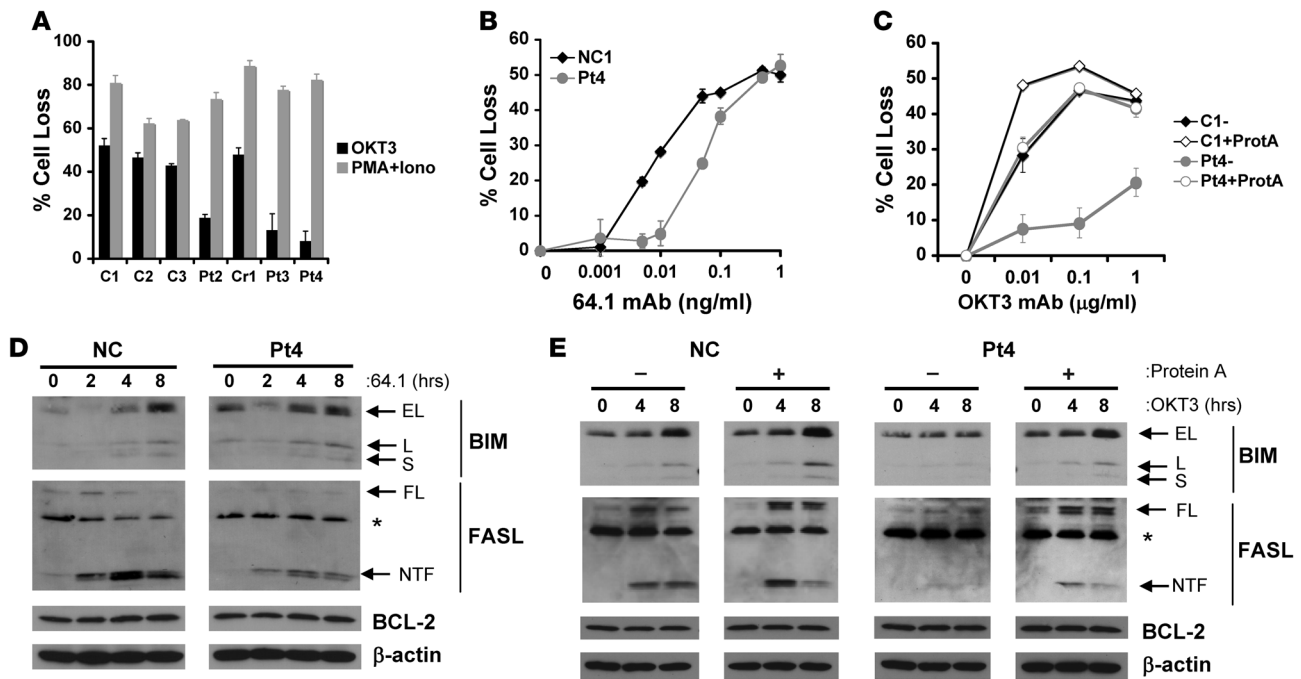 A
% Cell Loss
100
80
60
40
20
0
C1 C2 C3 Pt2 Cr1 Pt3 Pt4
OKT3
PMA+Iono
B
% Cell Loss
60
50
40
30
20
10
0
0 0.001 0.01 0.1 1
64.1 mAb (ng/ml)
NC1
Pt4
C
% Cell Loss
60
50
40
30
20
10
0
0 0.01 0.1 1
OKT3 mAb (μg/ml)
C1-
C1+ProtA
Pt4-
Pt4+ProtA
D
NC Pt4
0 2 4 8 0 2 4 8 :64.1 (hrs)
EL
L
S
BIM
FL
*
NTF
FASL
BCL-2
β-actin
E
NC Pt4
– + – + :Protein A
0 4 8 0 4 8 0 4 8 0 4 8 :OKT3 (hrs)
EL
L
S
BIM
FL
*
NTF
FASL
BCL-2
β-actin